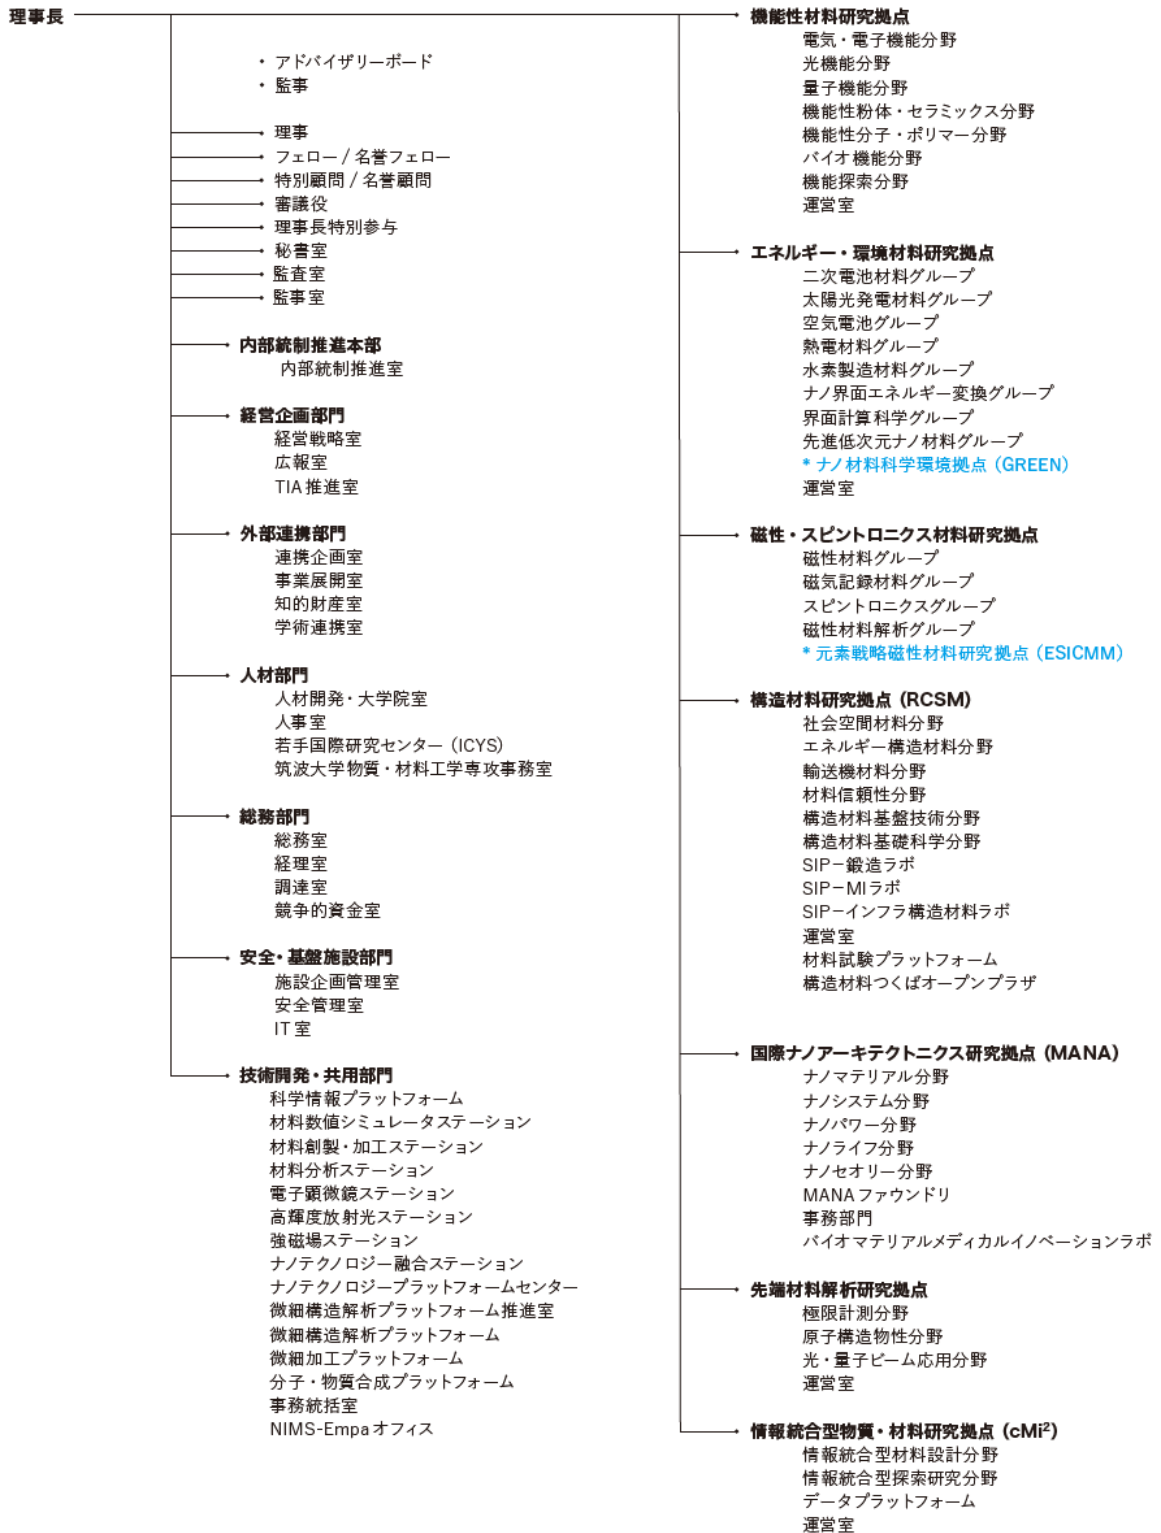 理事長
・ アドバイザリーボード
・ 監事
理事
フェロー / 名誉フェロー
特別顧問 / 名誉顧問
審議役
理事長特別参与
秘書室
監査室
監事室
内部統制推進本部
内部統制推進室
経営企画部門
経営戦略室
広報室
TIA 推進室
外部連携部門
連携企画室
事業展開室
知的財産室
学術連携室
人材部門
人材開発・大学院室
人事室
若手国際研究センター（ICYS）
筑波大学物質・材料工学専攻事務室
総務部門
総務室
経理室
調達室
競争的資金室
安全・基盤施設部門
施設企画管理室
安全管理室
IT 室
技術開発・共用部門
科学情報プラットフォーム
材料数値シミュレータステーション
材料創製・加工ステーション
材料分析ステーション
電子顕微鏡ステーション
高輝度放射光ステーション
強磁場ステーション
ナノテクノロジー融合ステーション
ナノテクノロジープラットフォームセンター
微細構造解析プラットフォーム推進室
微細構造解析プラットフォーム
微細加工プラットフォーム
分子・物質合成プラットフォーム
事務統括室
NIMS-Empa オフィス
機能性材料研究拠点
電気・電子機能分野
光機能分野
量子機能分野
機能性粉体・セラミックス分野
機能性分子・ポリマー分野
バイオ機能分野
機能探索分野
運営室
エネルギー・環境材料研究拠点
二次電池材料グループ
太陽光発電材料グループ
空気電池グループ
熱電材料グループ
水素製造材料グループ
ナノ界面エネルギー変換グループ
界面計算科学グループ
先進低次元ナノ材料グループ
* ナノ材料科学環境拠点（GREEN）
運営室
磁性・スピントロニクス材料研究拠点
磁性材料グループ
磁気記録材料グループ
スピントロニクスグループ
磁性材料解析グループ
* 元素戦略磁性材料研究拠点（ESICMM）
構造材料研究拠点（RCSM）
社会空間材料分野
エネルギー構造材料分野
輸送機材料分野
材料信頼性分野
構造材料基盤技術分野
構造材料基礎科学分野
SIP−鍛造ラボ
SIP−MIラボ
SIP−インフラ構造材料ラボ
運営室
材料試験プラットフォーム
構造材料つくばオープンプラザ
国際ナノアーキテクトニクス研究拠点（MANA）
ナノマテリアル分野
ナノシステム分野
ナノパワー分野
ナノライフ分野
ナノセオリー分野
MANA ファウンドリ
事務部門
バイオマテリアルメディカルイノベーションラボ
先端材料解析研究拠点
極限計測分野
原子構造物性分野
光・量子ビーム応用分野
運営室
情報統合型物質・材料研究拠点（cMi²）
情報統合型材料設計分野
情報統合型探索研究分野
データプラットフォーム
運営室